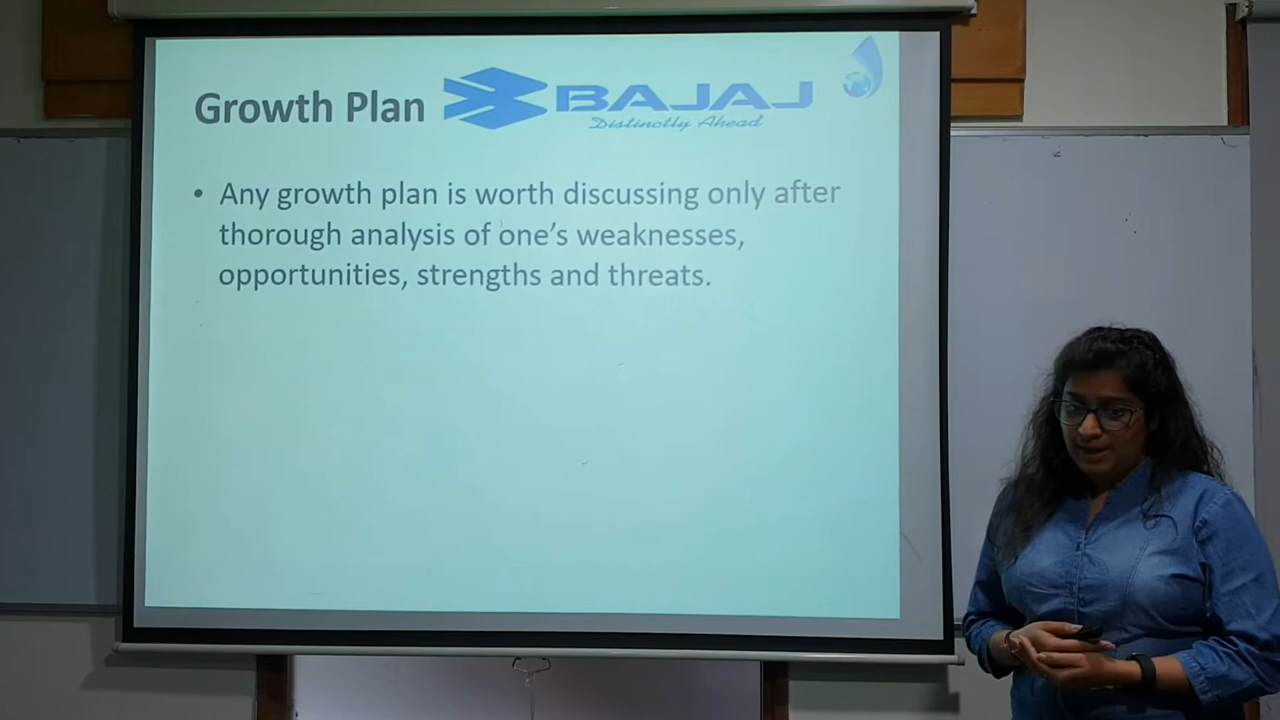 Growth Plan BAJAJ
Distinctly Ahead
• Any growth plan is worth discussing only after
thorough analysis of one’s weaknesses,
opportunities, strengths and threats.